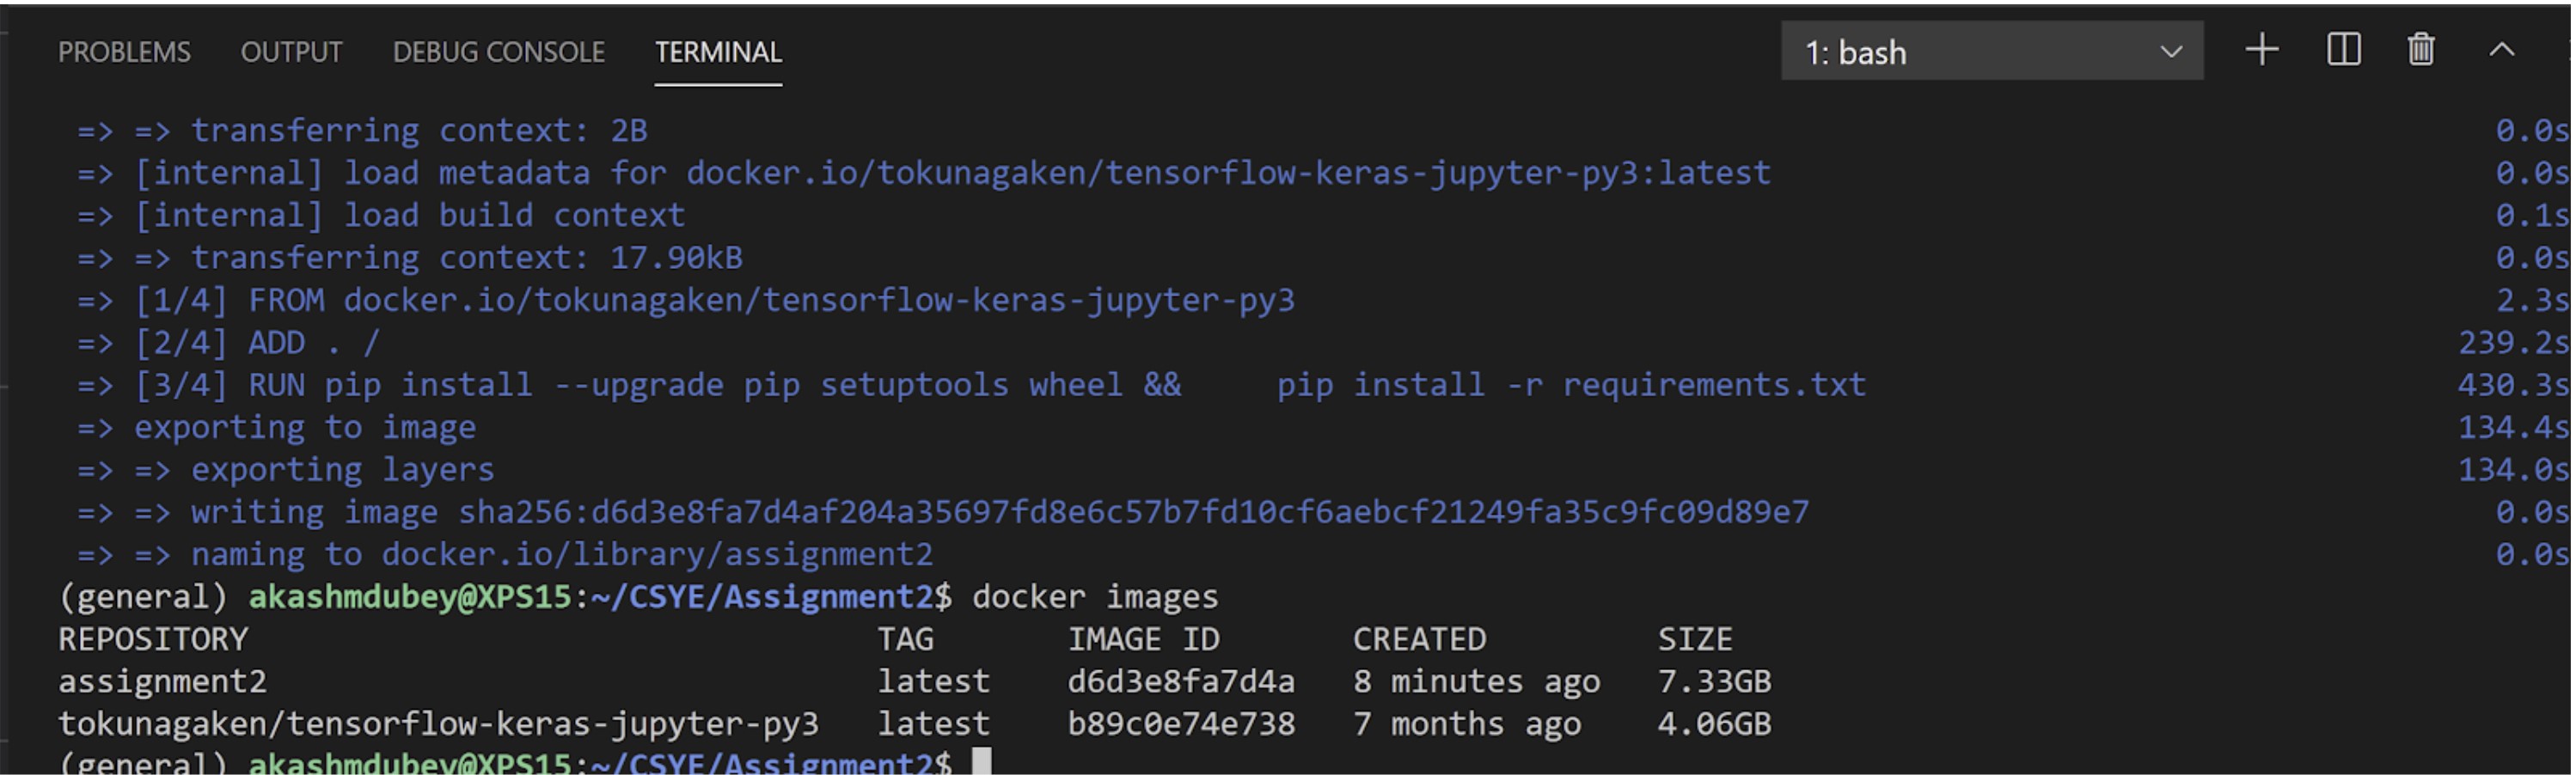 PROBLEMS OUTPUT DEBUG CONSOLE TERMINAL 1: bash
=> => transferring context: 2B 0.0s
=> [internal] load metadata for docker.io/tokunagaken/tensorflow-keras-jupyter-py3:latest 0.0s
=> [internal] load build context 0.1s
=> => transferring context: 17.90kB 0.0s
=> [1/4] FROM docker.io/tokunagaken/tensorflow-keras-jupyter-py3 2.3s
=> [2/4] ADD . / 239.2s
=> [3/4] RUN pip install --upgrade pip setuptools wheel &&     pip install -r requirements.txt 430.3s
=> exporting to image 134.4s
=> => exporting layers 134.0s
=> => writing image sha256:d6d3e8fa7d4af204a35697fd8e6c57b7fd10cf6aebcf21249fa35c9fc09d89e7 0.0s
=> => naming to docker.io/library/assignment2 0.0s
(general) akashmdubey@XPS15:~/CSYE/Assignment2$ docker images
REPOSITORY TAG IMAGE ID CREATED SIZE
assignment2 latest d6d3e8fa7d4a 8 minutes ago 7.33GB
tokunagaken/tensorflow-keras-jupyter-py3 latest b89c0e74e738 7 months ago 4.06GB
(general) akashmdubey@XPS15:~/CSYE/Assignment2$